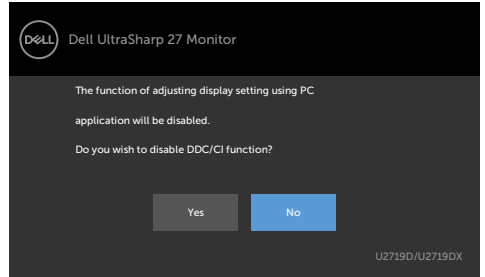 DELL
Dell UltraSharp 27 Monitor
The function of adjusting display setting using PC
application will be disabled.
Do you wish to disable DDC/CI function?
Yes
No
U2719D/U2719DX